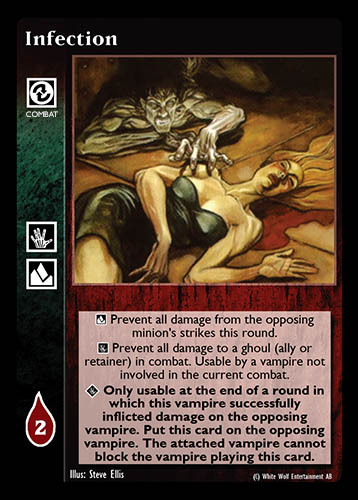 Infection
COMBAT
Prevent all damage from the opposing
minion's strikes this round.
Prevent all damage to a ghoul (ally or
retainer) in combat. Usable by a vampire not
involved in the current combat.
Only usable at the end of a round in
which this vampire successfully
inflicted damage on the opposing
vampire. Put this card on the opposing
vampire. The attached vampire cannot
block the vampire playing this card.
2
Illus: Steve Ellis
(C) White Wolf Entertainment AB